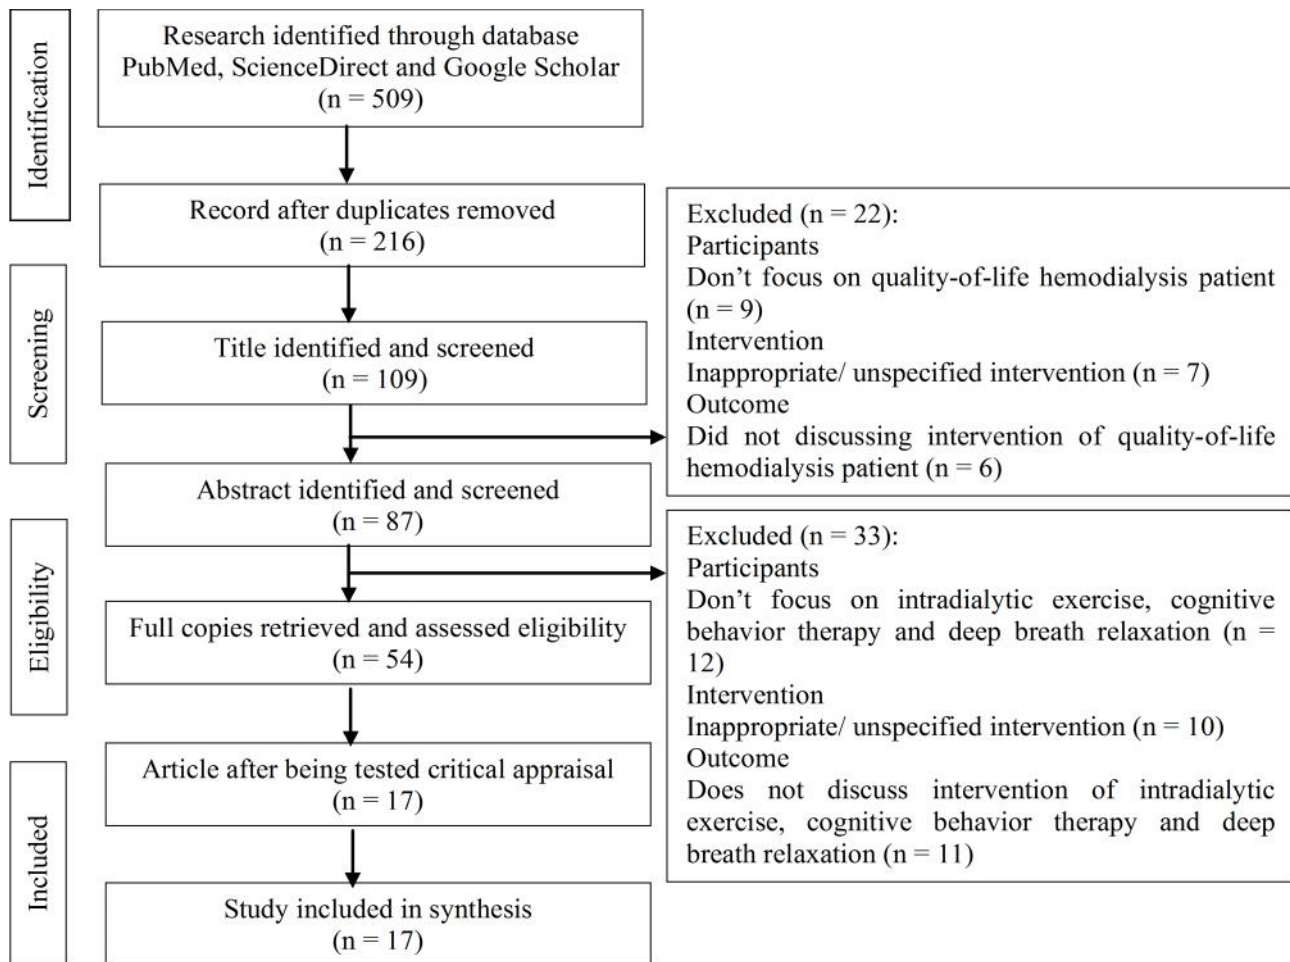 Identification
Research identified through database
PubMed, ScienceDirect and Google Scholar
(n = 509)
Record after duplicates removed
(n = 216)
Screening
Title identified and screened
(n = 109)
Excluded (n = 22):
Participants
Don’t focus on quality-of-life hemodialysis patient
(n = 9)
Intervention
Inappropriate/ unspecified intervention (n = 7)
Outcome
Did not discussing intervention of quality-of-life
hemodialysis patient (n = 6)
Abstract identified and screened
(n = 87)
Eligibility
Full copies retrieved and assessed eligibility
(n = 54)
Excluded (n = 33):
Participants
Don’t focus on intradialytic exercise, cognitive
behavior therapy and deep breath relaxation (n =
12)
Intervention
Inappropriate/ unspecified intervention (n = 10)
Outcome
Does not discuss intervention of intradialytic
exercise, cognitive behavior therapy and deep
breath relaxation (n = 11)
Included
Article after being tested critical appraisal
(n = 17)
Study included in synthesis
(n = 17)